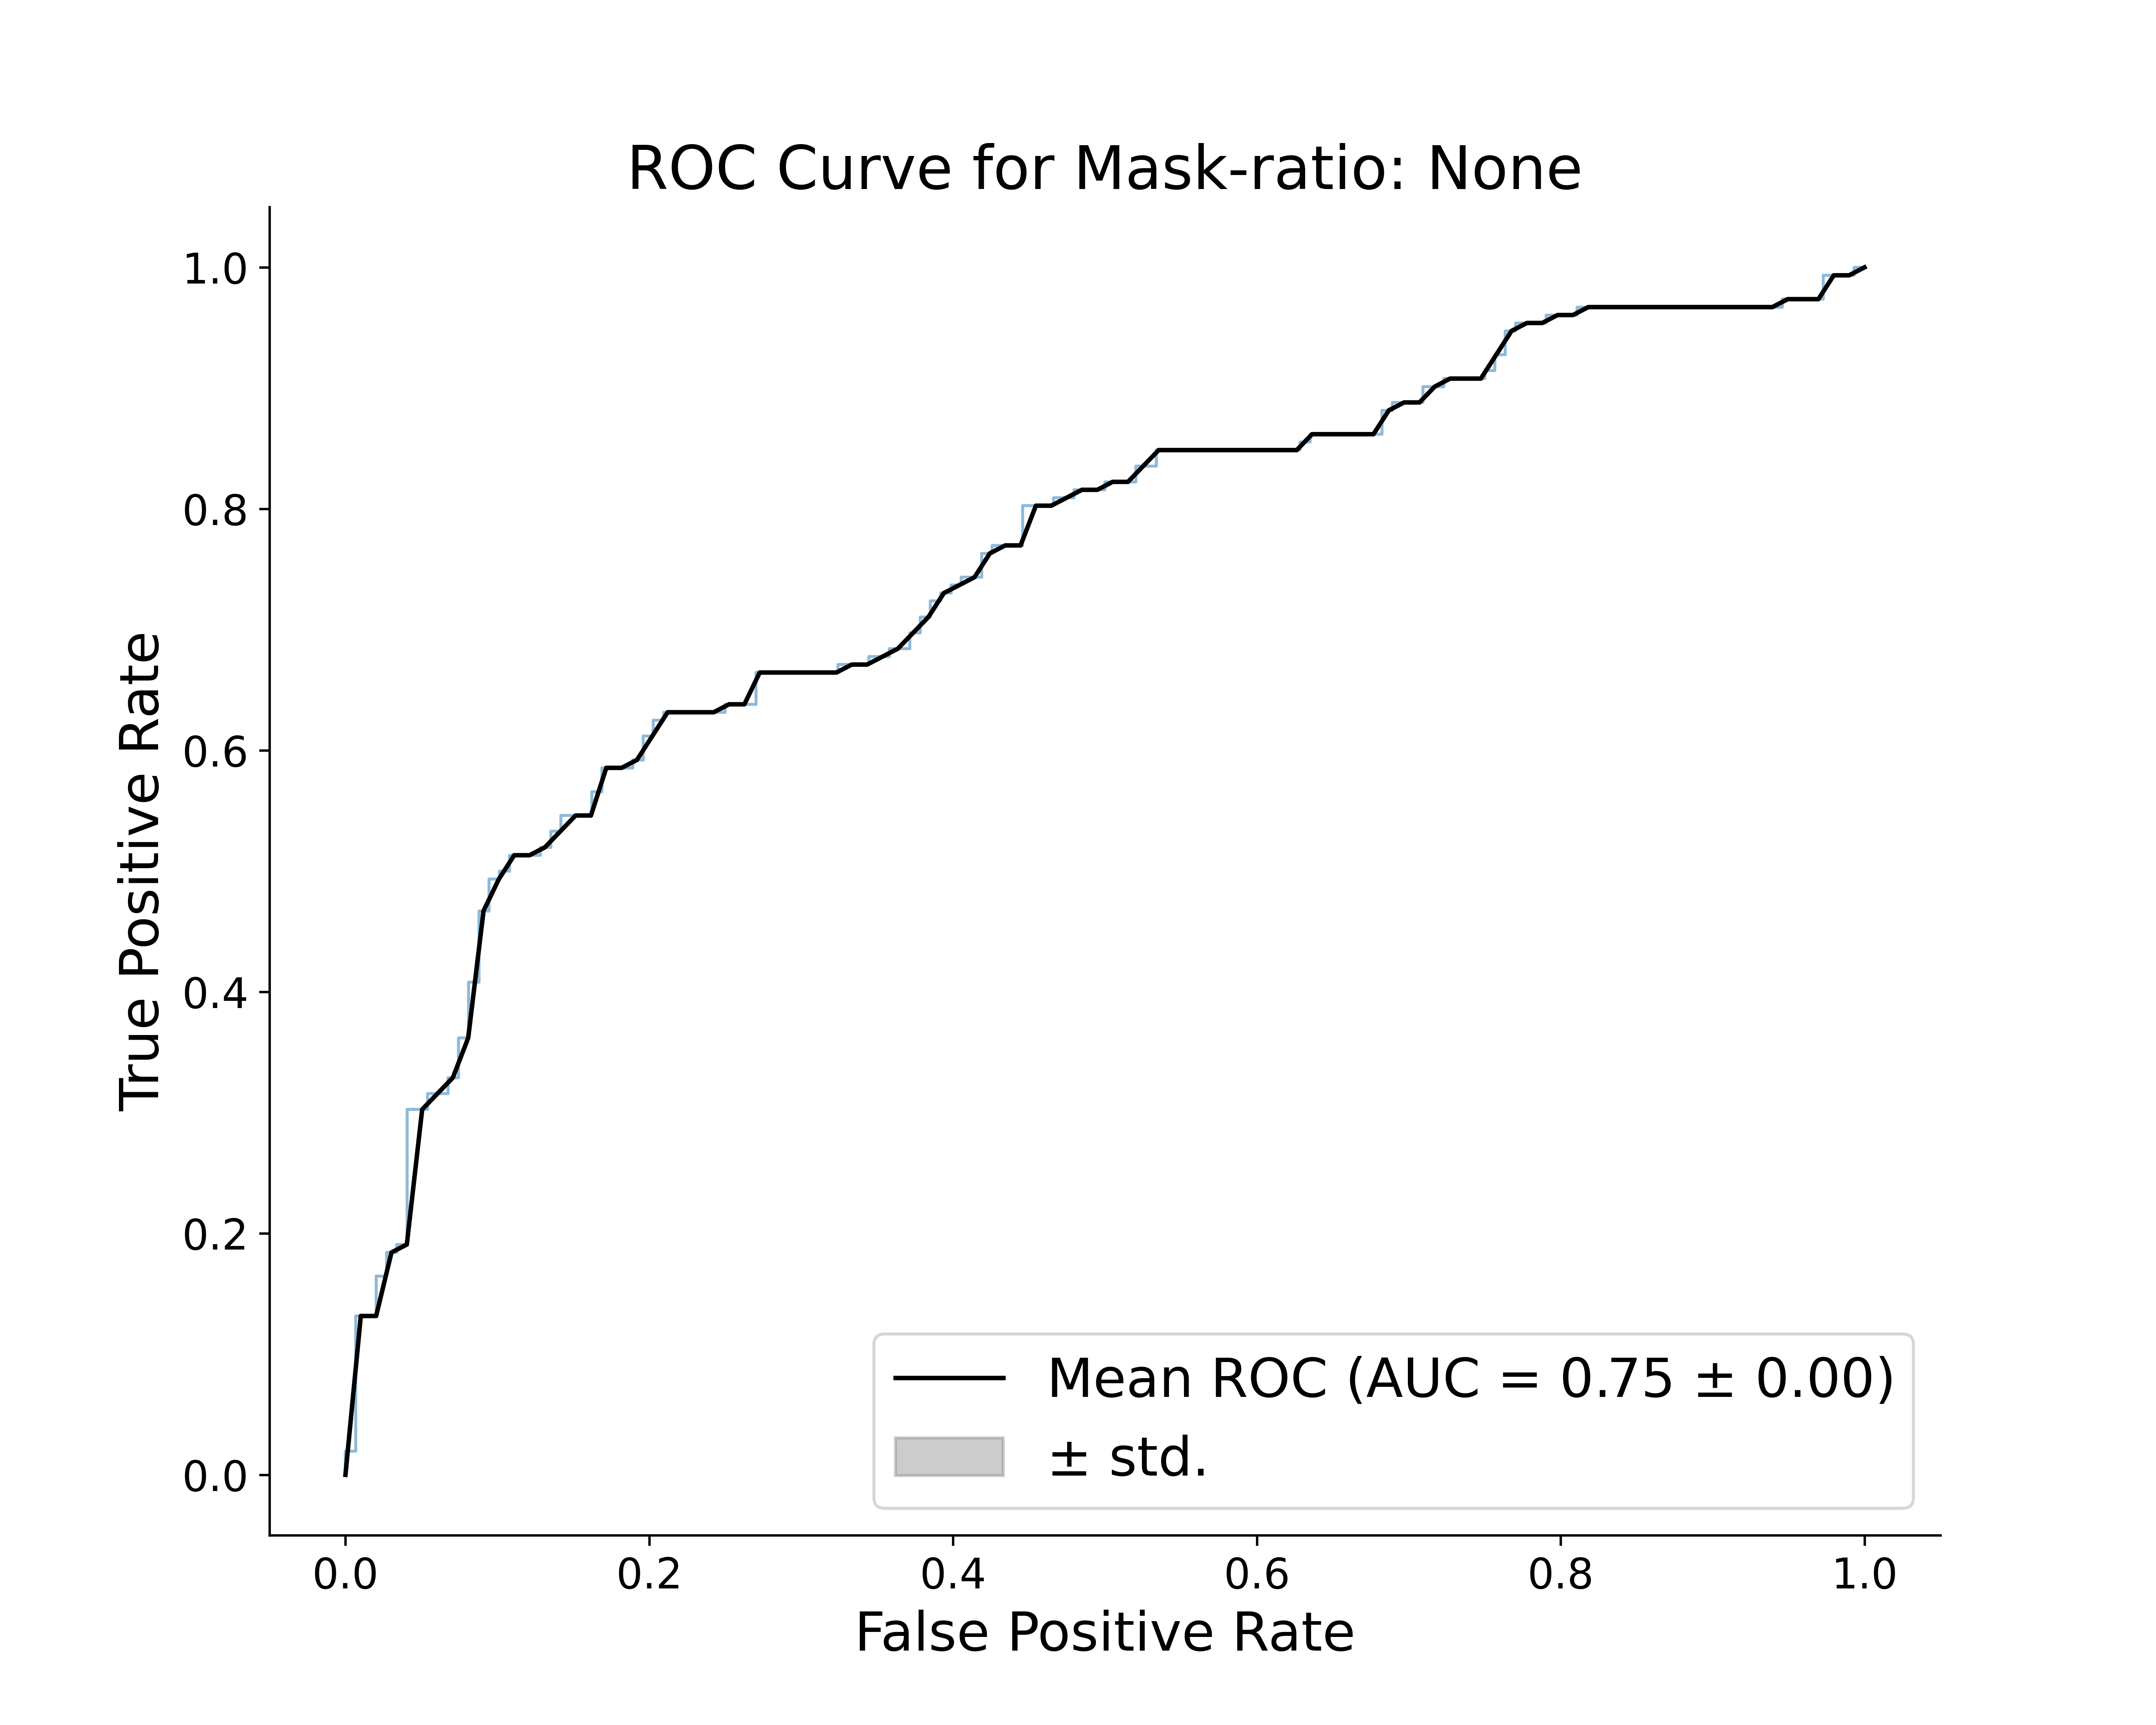 ROC Curve for Mask-ratio: None
1.0
0.8
0.6
0.4
0.2
0.0
True Positive Rate
Mean ROC (AUC = 0.75 ± 0.00)
± std.
0.0 0.2 0.4 0.6 0.8 1.0
False Positive Rate